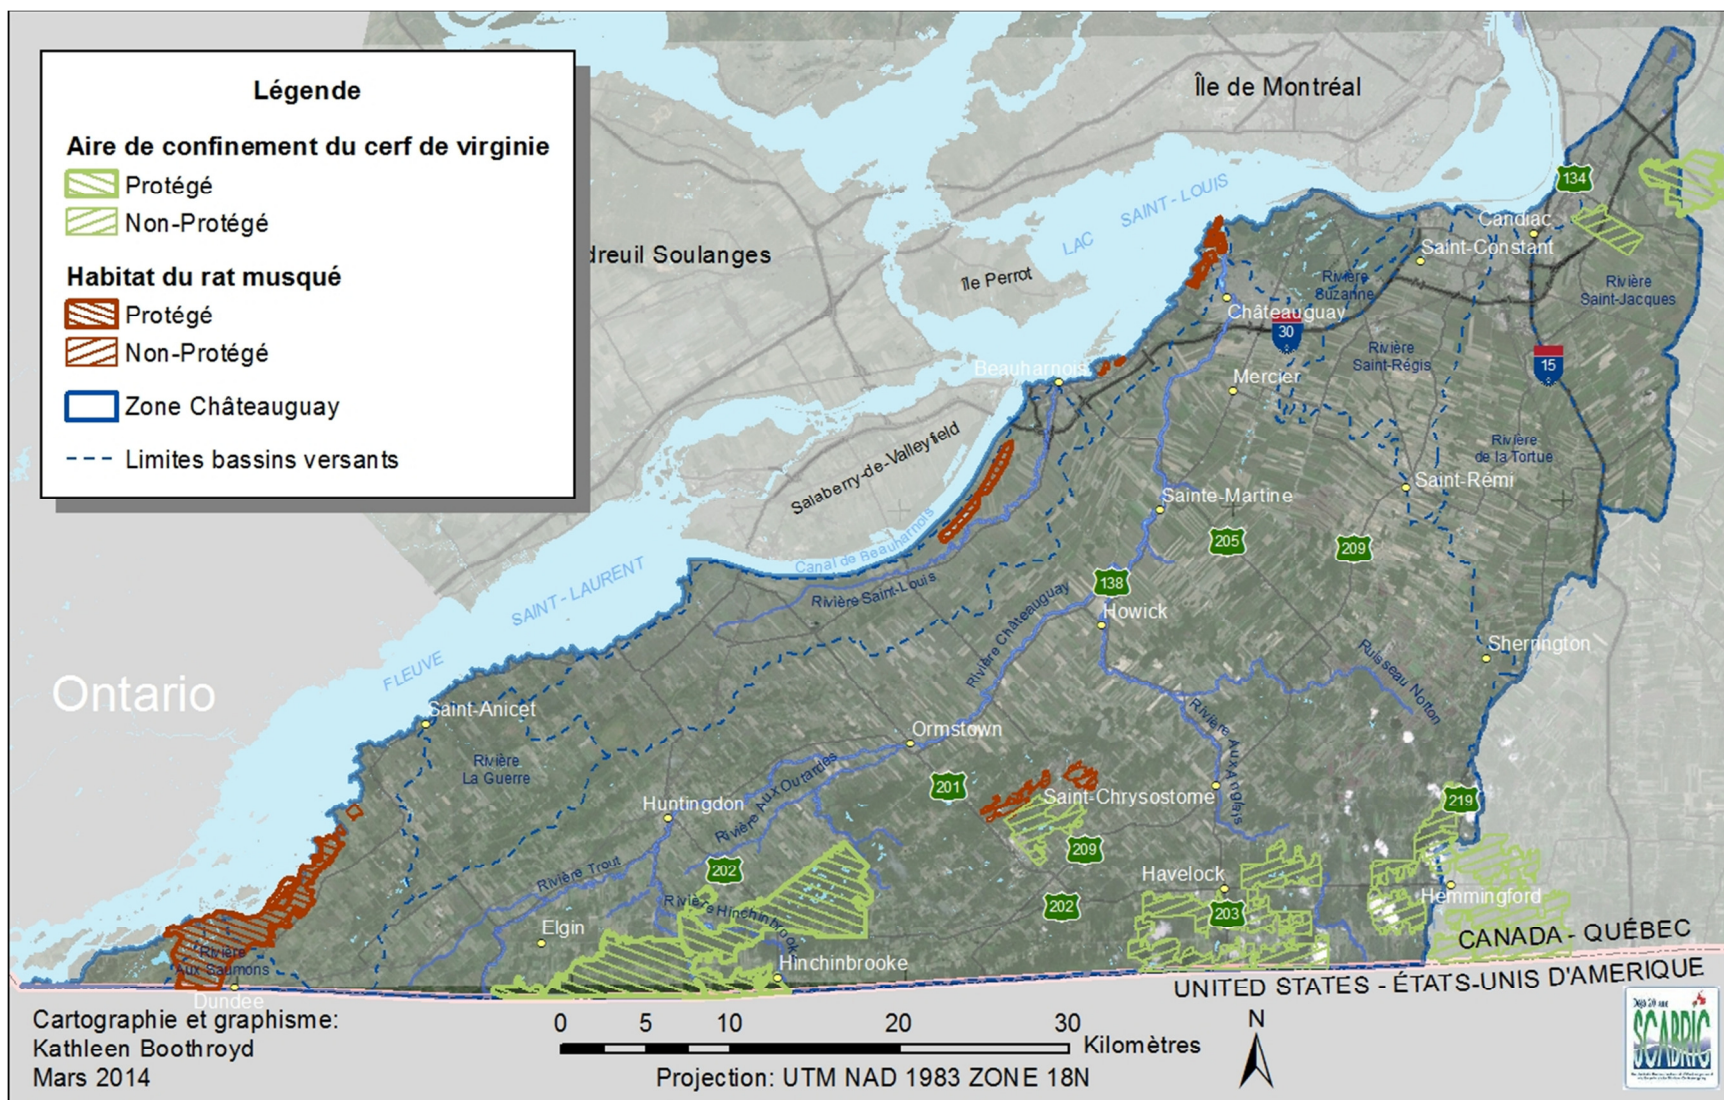 Légende
Aire de confinement du cerf de virginie
Protégé
Non-Protégé
Habitat du rat musqué
Protégé
Non-Protégé
Zone Châteauguay
Limites bassins versants
Île de Montréal
dreuil Soulanges
LAC SAINT-LOUIS
Île Perrot
134
Candiac
Saint-Constant
Rivière
Suzanne
Rivière
Saint-Jacques
Châteauguay
30
Rivière
Saint-Régis
15
Beauharnois
Mercier
Salaberry-de-Valleyfield
Rivière
de la Tortue
Saint-Rémi
Sainte-Martine
Canal de Beauharnois
205
209
FLEUVE SAINT-LAURENT
Rivière Saint-Louis
138
Howick
Rivière Châteauguay
Sherrington
Ruisseau Norton
Ontario
Saint-Anicet
Rivière
La Guerre
Ormstown
Rivière Aux Anglais
201
Saint-Chrysostome
219
Huntingdon
Rivière Aux Outardes
209
202
Rivière Trout
Havelock
Hemmingford
202
203
Rivière Hinchinbrooke
Elgin
Rivière
Aux Saumons
Hinchinbrooke
Dundee
CANADA - QUÉBEC
UNITED STATES - ÉTATS-UNIS D'AMERIQUE
Cartographie et graphisme:
Kathleen Boothroyd
Mars 2014
0 5 10 20 30
Kilomètres
Projection: UTM NAD 1983 ZONE 18N
N
Déjà 20 ans
SCABRIC